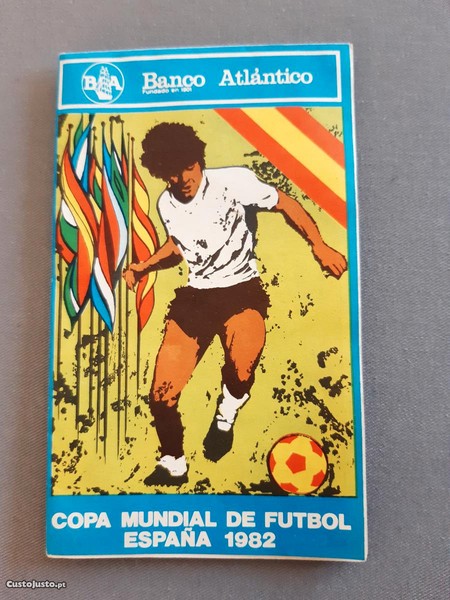 BA
Banco Atlántico
Fundado en 1901
COPA MUNDIAL DE FUTBOL
ESPAÑA 1982
CustoJusto.pt